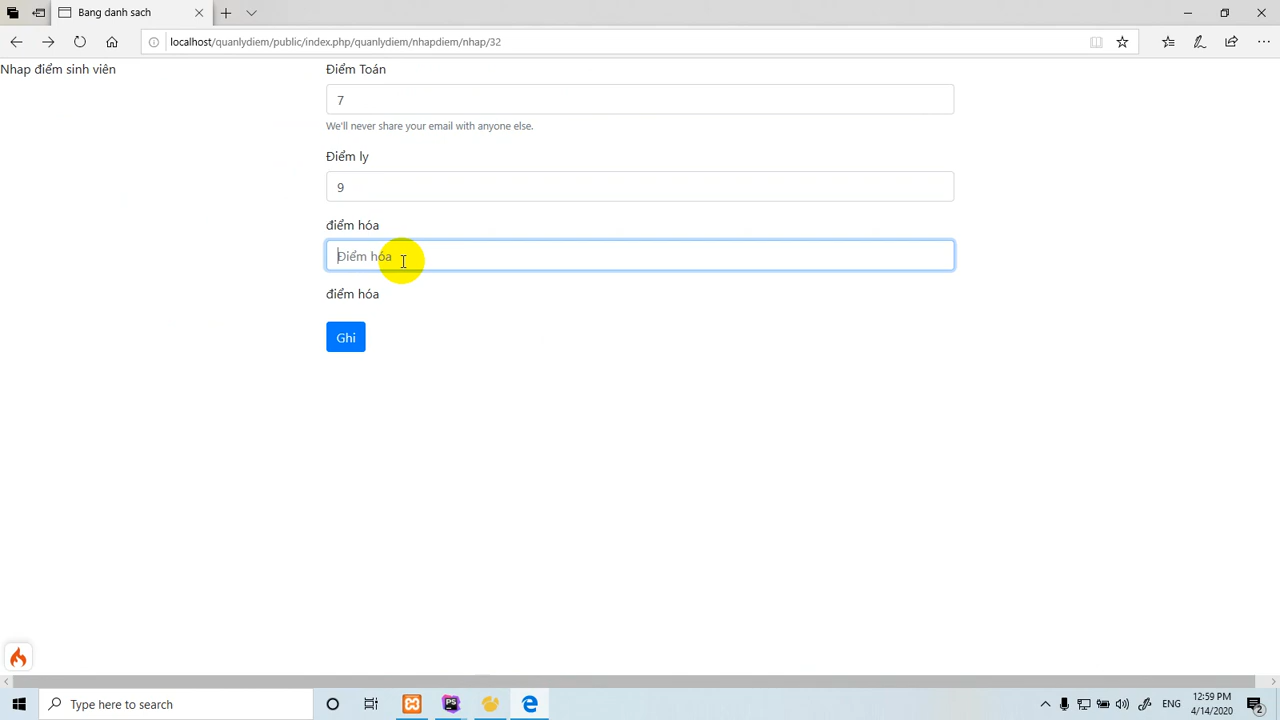 Bang danh sach
localhost/quanlydiem/public/index.php/quanlydiem/nhapdiem/nhap/32
Nhap điểm sinh viên
Điểm Toán
7
We'll never share your email with anyone else.
Điểm ly
9
điểm hóa
Điểm hóa
điểm hóa
Ghi
Type here to search
PS
ENG
12:59 PM
4/14/2020
2